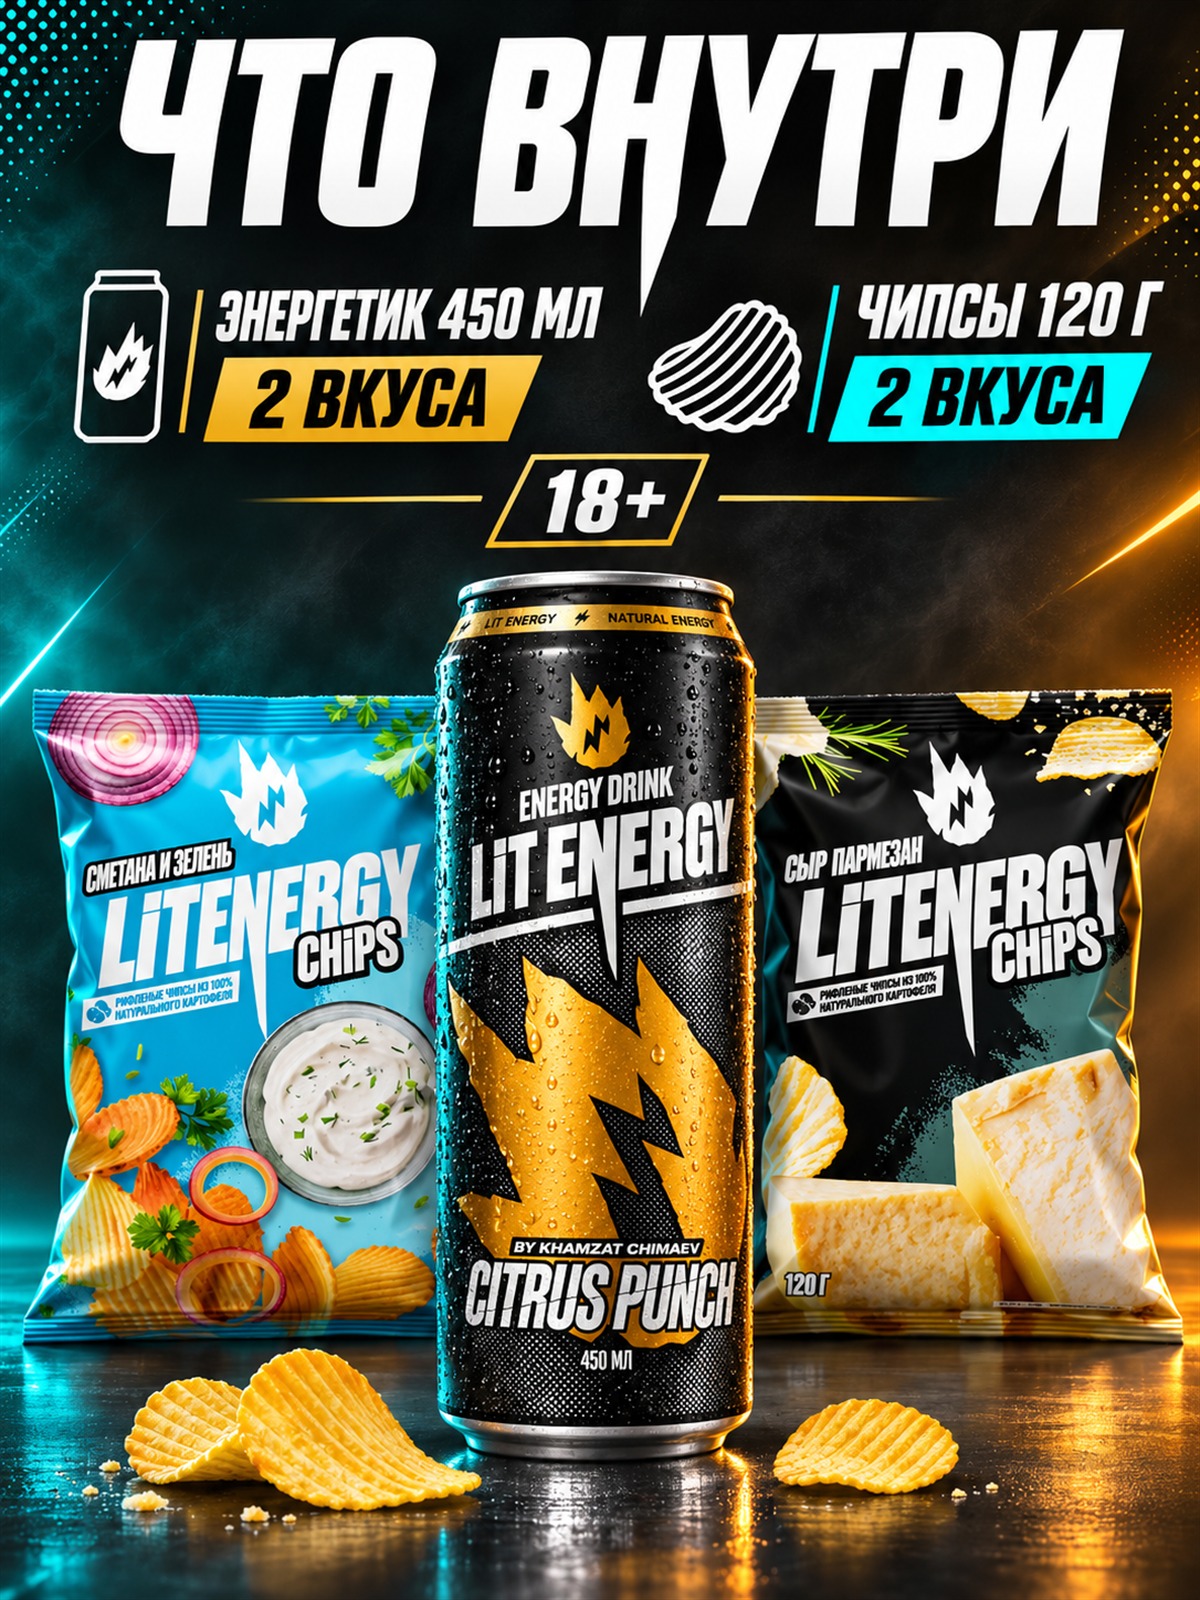 ЧТО ВНУТРИ
ЭНЕРГЕТИК 450 МЛ
2 ВКУСА
ЧИПСЫ 120 Г
2 ВКУСА
18+
LIT ENERGY NATURAL ENERGY
ENERGY DRINK
LIT ENERGY
BY KHAMZAT CHIMAEV
CITRUS PUNCH
450 МЛ
СМЕТАНА И ЗЕЛЕНЬ
LITENERGY
CHIPS
РИФЛЕНЫЕ ЧИПСЫ ИЗ 100%
НАТУРАЛЬНОГО КАРТОФЕЛЯ
СЫР ПАРМЕЗАН
LITENERGY
CHIPS
РИФЛЕНЫЕ ЧИПСЫ ИЗ 100%
НАТУРАЛЬНОГО КАРТОФЕЛЯ
120 Г